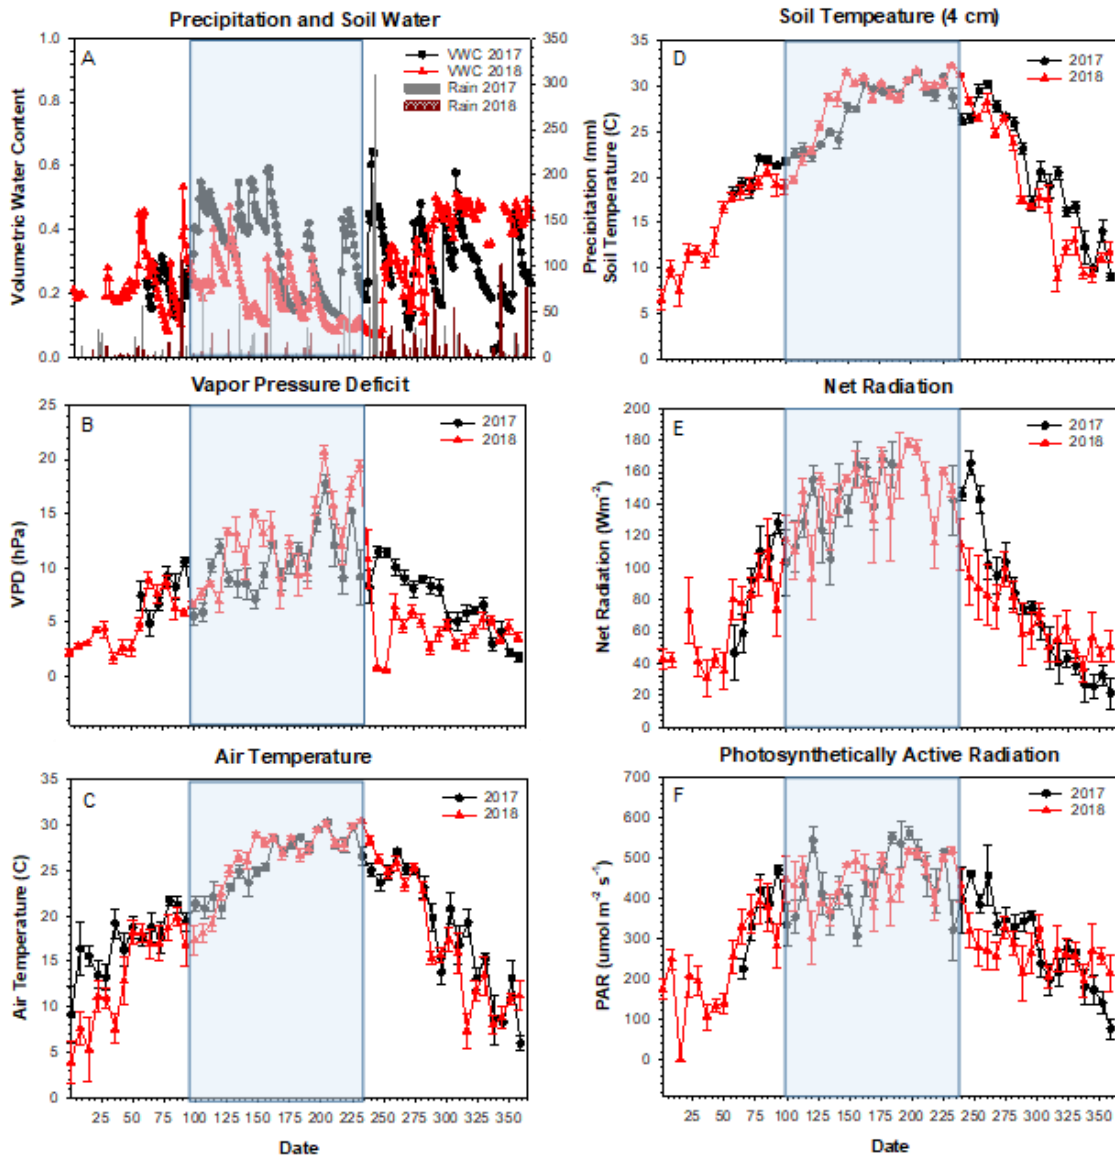 Precipitation and Soil Water
A
VWC 2017
VWC 2018
Rain 2017
Rain 2018
1.0
0.8
0.6
0.4
0.2
0.0
Volumetric Water Content
350
300
250
200
150
100
50
0
Precipitation (mm)
Soil Tempeature (4 cm)
D
2017
2018
35
30
25
20
15
10
5
0
Soil Temperature (C)
Vapor Pressure Deficit
B
2017
2018
25
20
15
10
5
0
VPD (hPa)
Net Radiation
E
2017
2018
200
180
160
140
120
100
80
60
40
20
0
Net Radiation (Wm⁻²)
Air Temperature
C
2017
2018
35
30
25
20
15
10
5
0
Air Temperature (C)
25 50 75 100 125 150 175 200 225 250 275 300 325 350
Date
Photosynthetically Active Radiation
F
2017
2018
700
600
500
400
300
200
100
0
PAR (umol m⁻² s⁻¹)
25 50 75 100 125 150 175 200 225 250 275 300 325 350
Date